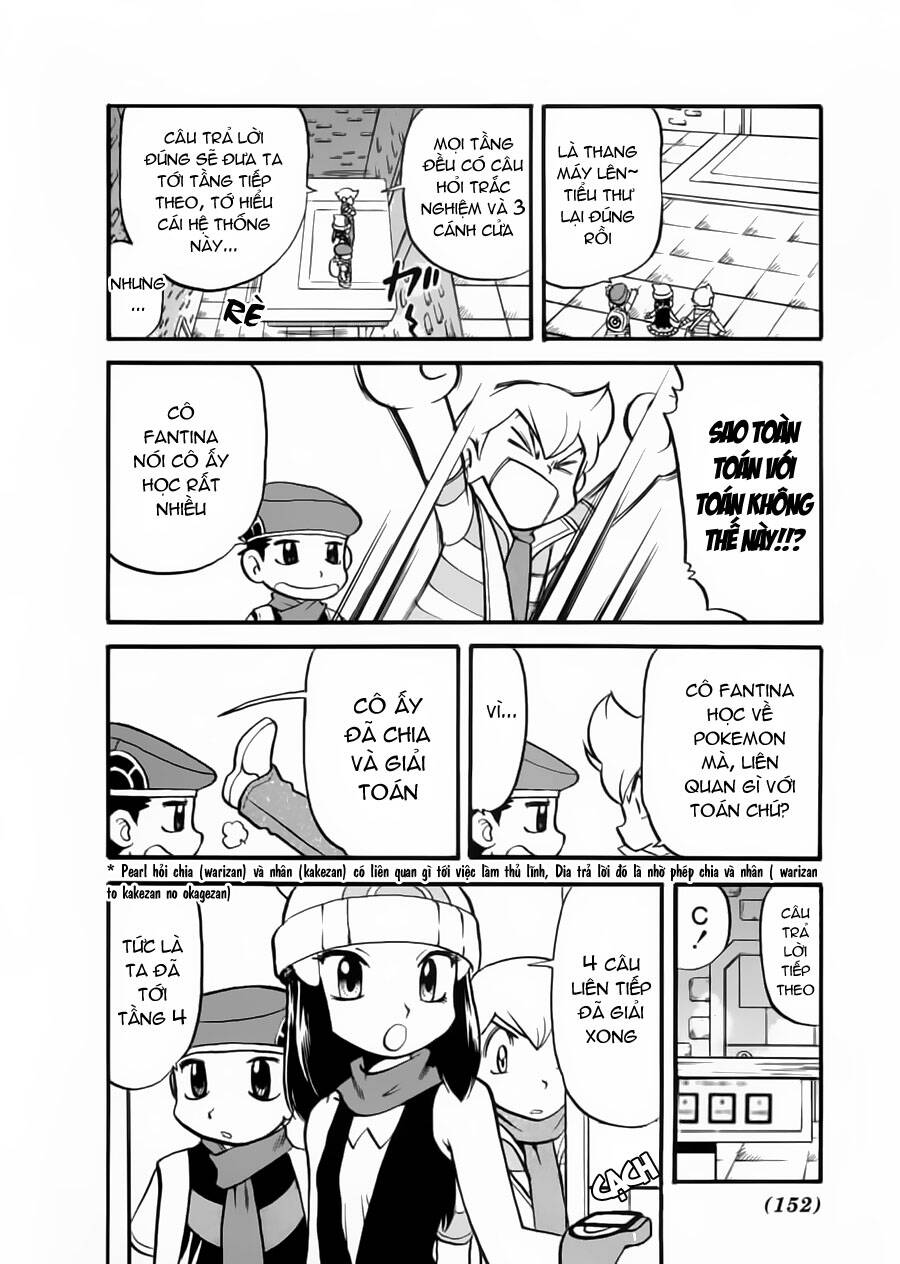 LÀ THANG
MÁY LÊN~
TIỂU THƯ
LẠI ĐÚNG
RỒI
MỌI TẦNG
ĐỀU CÓ CÂU
HỎI TRẮC
NGHIỆM VÀ 3
CÁNH CỬA
CÂU TRẢ LỜI
ĐÚNG SẼ ĐƯA TA
TỚI TẦNG TIẾP
THEO, TỚ HIỂU
CÁI HỆ THỐNG
NÀY...
NHƯNG
...
RÈ
SAO TOÀN
TOÁN VỚI
TOÁN KHÔNG
THẾ NÀY!!?
CÔ
FANTINA
NÓI CÔ ẤY
HỌC RẤT
NHIỀU
CÔ FANTINA
HỌC VỀ
POKEMON
MÀ, LIÊN
QUAN GÌ VỚI
TOÁN CHỨ?
VÌ...
CÔ ẤY
ĐÃ CHIA
VÀ GIẢI
TOÁN
* Pearl hỏi chia (warizan) và nhân (kakezan) có liên quan gì tới việc làm thủ lĩnh, Dia trả lời đó là nhờ phép chia và nhân ( warizan
to kakezan no okagezan)
CÂU
TRẢ
LỜI
TIẾP
THEO
C
!
4 CÂU
LIÊN TIẾP
ĐÃ GIẢI
XONG
TỨC LÀ
TA ĐÃ
TỚI
TẦNG 4
CẠCH
(152)